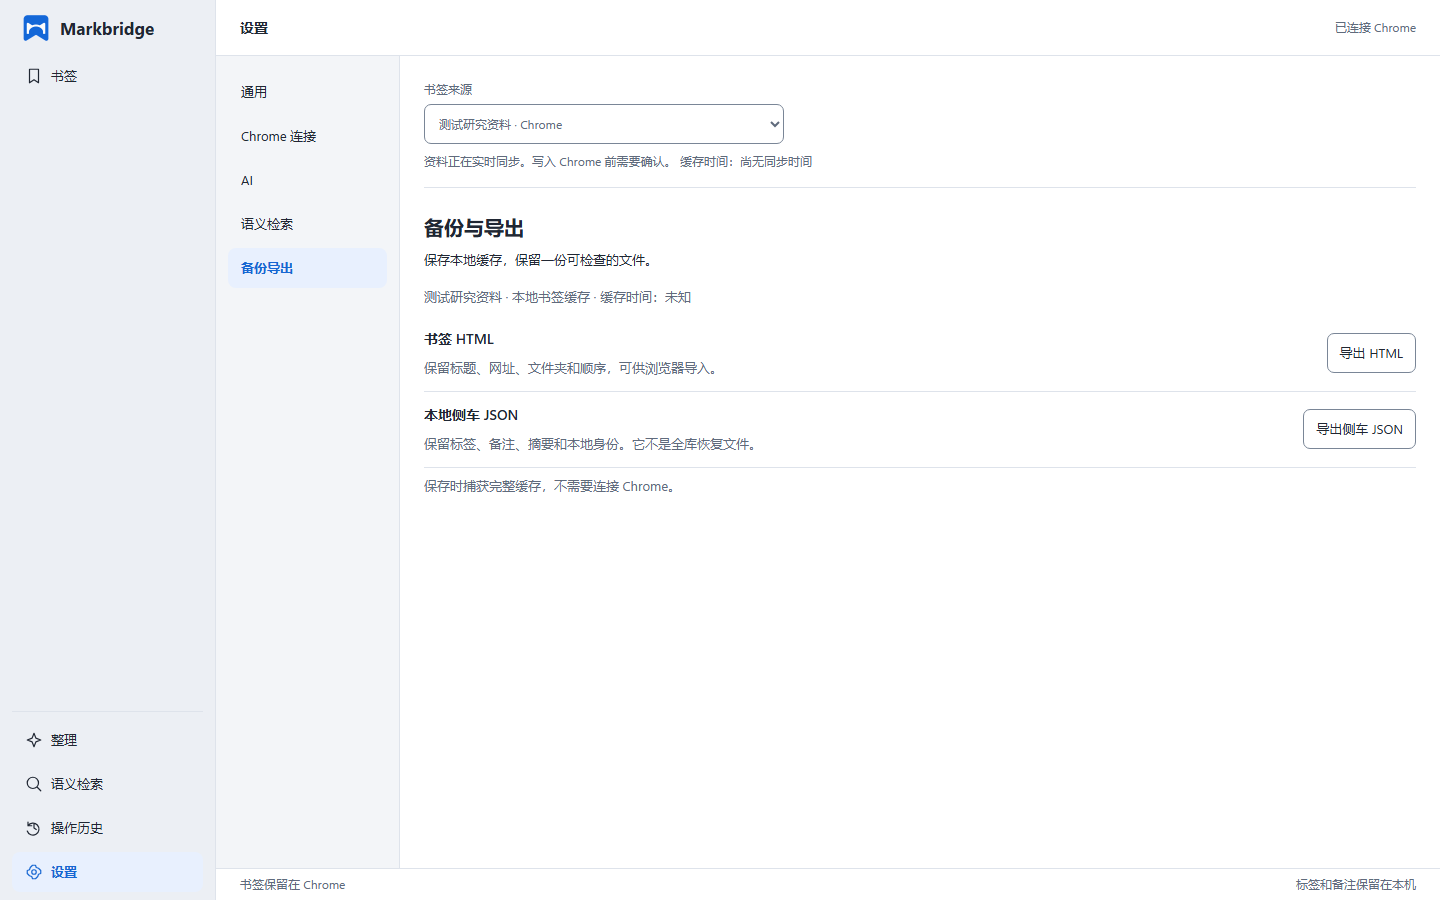 Markbridge
书签
整理
语义检索
操作历史
设置
设置
已连接 Chrome
通用
Chrome 连接
AI
语义检索
备份导出
书签来源
测试研究资料 · Chrome
资料正在实时同步。写入 Chrome 前需要确认。 缓存时间：尚无同步时间
备份与导出
保存本地缓存，保留一份可检查的文件。
测试研究资料 · 本地书签缓存 · 缓存时间：未知
书签 HTML
保留标题、网址、文件夹和顺序，可供浏览器导入。
导出 HTML
本地侧车 JSON
保留标签、备注、摘要和本地身份。它不是全库恢复文件。
导出侧车 JSON
保存时捕获完整缓存，不需要连接 Chrome。
书签保留在 Chrome
标签和备注保留在本机